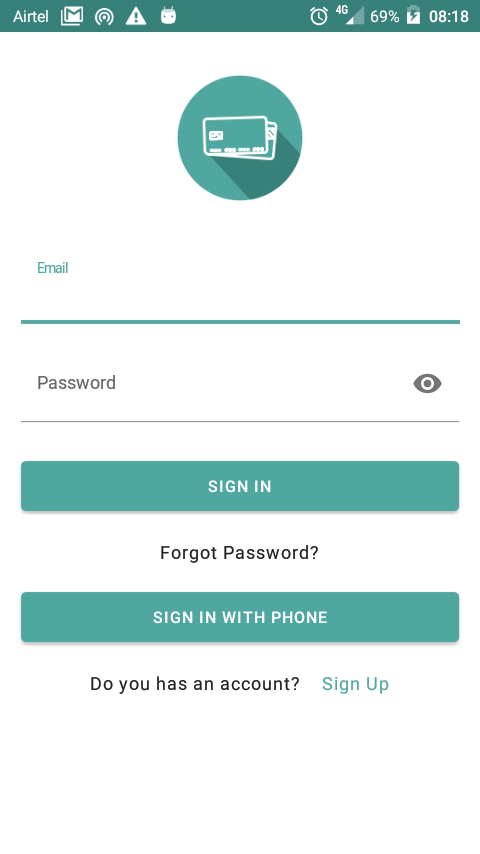 Airtel 4G 69% 08:18
Email
Password
SIGN IN
Forgot Password?
SIGN IN WITH PHONE
Do you has an account? Sign Up